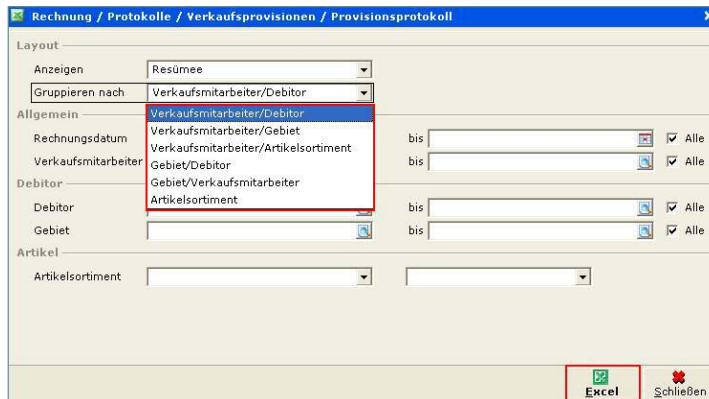 Rechnung / Protokolle / Verkaufsprovisionen / Provisionsprotokoll
Layout
Anzeigen Resümee
Gruppieren nach Verkaufsmitarbeiter/Debitor
Verkaufsmitarbeiter/Debitor
Verkaufsmitarbeiter/Gebiet
Verkaufsmitarbeiter/Artikelsortiment
Gebiet/Debitor
Gebiet/Verkaufsmitarbeiter
Artikelsortiment
Allgemein
Rechnungsdatum bis Alle
Verkaufsmitarbeiter bis Alle
Debitor
Debitor bis Alle
Gebiet bis Alle
Artikel
Artikelsortiment
Excel Schließen